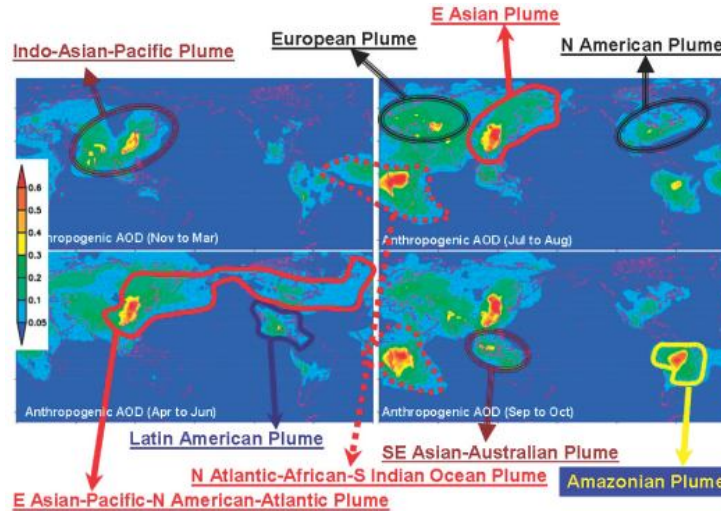 E Asian Plume
Indo-Asian-Pacific Plume
European Plume
N American Plume
0.6
0.5
0.4
0.3
0.2
0.1
0.05
Anthropogenic AOD (Nov to Mar)
Anthropogenic AOD (Jul to Aug)
Anthropogenic AOD (Apr to Jun)
Anthropogenic AOD (Sep to Oct)
Latin American Plume
SE Asian-Australian Plume
N Atlantic-African-S Indian Ocean Plume
Amazonian Plume
E Asian-Pacific-N American-Atlantic Plume